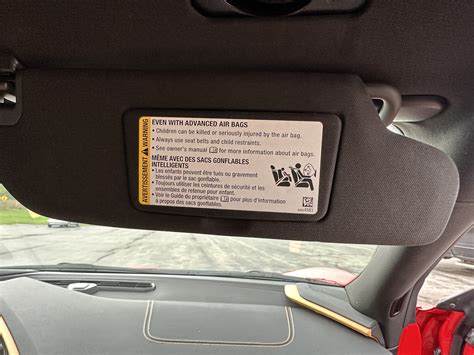 AVERTISSEMENT ⚠ WARNING
EVEN WITH ADVANCED AIR BAGS
• Children can be killed or seriously injured by the air bag.
• Always use seat belts and child restraints.
• See owner's manual for more information about air bags.
MÊME AVEC DES SACS GONFLABLES
INTELLIGENTS
• Les enfants peuvent être tués ou gravement
blessés par le sac gonflable.
• Toujours utiliser les ceintures de sécurité et les
ensembles de retenue pour enfant.
• Voir le Guide du propriétaire pour plus d'information
à propos des sacs gonflables.